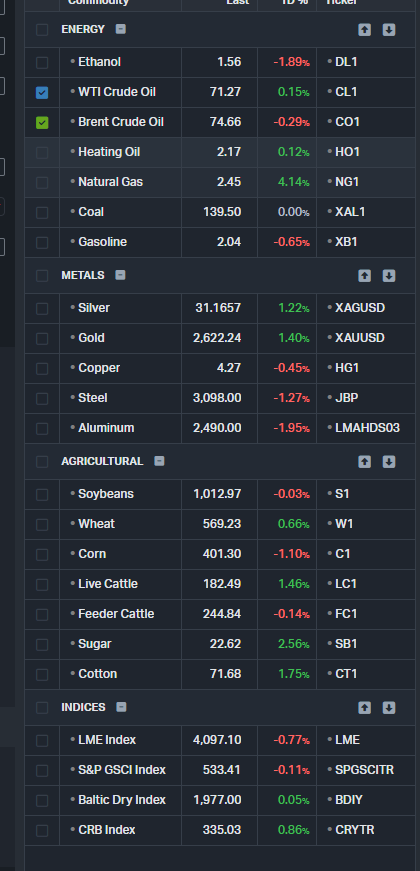 Commodity Last 1D % Ticker
ENERGY
Ethanol 1.56 -1.89% DL1
WTI Crude Oil 71.27 0.15% CL1
Brent Crude Oil 74.66 -0.29% CO1
Heating Oil 2.17 0.12% HO1
Natural Gas 2.45 4.14% NG1
Coal 139.50 0.00% XAL1
Gasoline 2.04 -0.65% XB1
METALS
Silver 31.1657 1.22% XAGUSD
Gold 2,622.24 1.40% XAUUSD
Copper 4.27 -0.45% HG1
Steel 3,098.00 -1.27% JBP
Aluminum 2,490.00 -1.95% LMAHDS03
AGRICULTURAL
Soybeans 1,012.97 -0.03% S1
Wheat 569.23 0.66% W1
Corn 401.30 -1.10% C1
Live Cattle 182.49 1.46% LC1
Feeder Cattle 244.84 -0.14% FC1
Sugar 22.62 2.56% SB1
Cotton 71.68 1.75% CT1
INDICES
LME Index 4,097.10 -0.77% LME
S&P GSCI Index 533.41 -0.11% SPGSCITR
Baltic Dry Index 1,977.00 0.05% BDIY
CRB Index 335.03 0.86% CRYTR